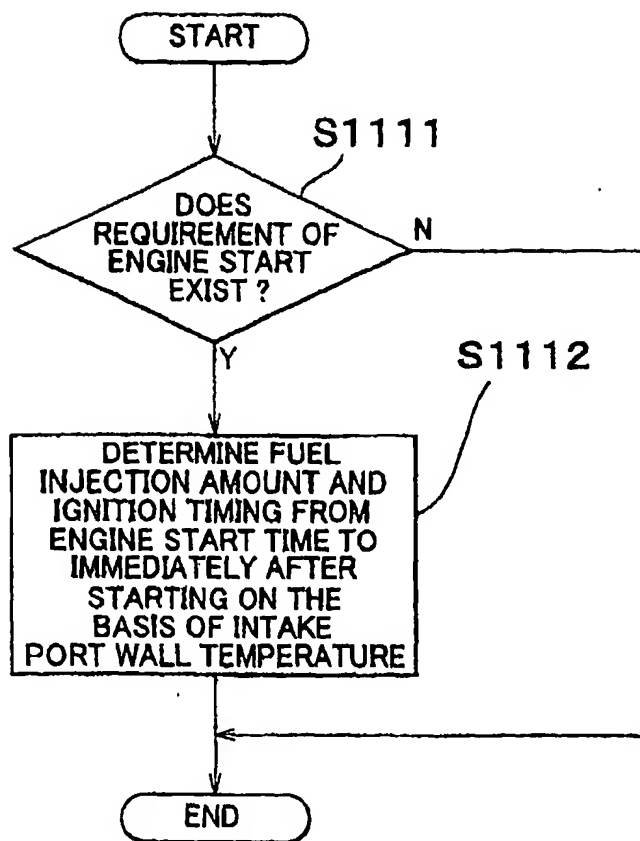 START
S1111
DOES
REQUIREMENT OF
ENGINE START
EXIST ?
N
Y
S1112
DETERMINE FUEL
INJECTION AMOUNT AND
IGNITION TIMING FROM
ENGINE START TIME TO
IMMEDIATELY AFTER
STARTING ON THE
BASIS OF INTAKE
PORT WALL TEMPERATURE
END